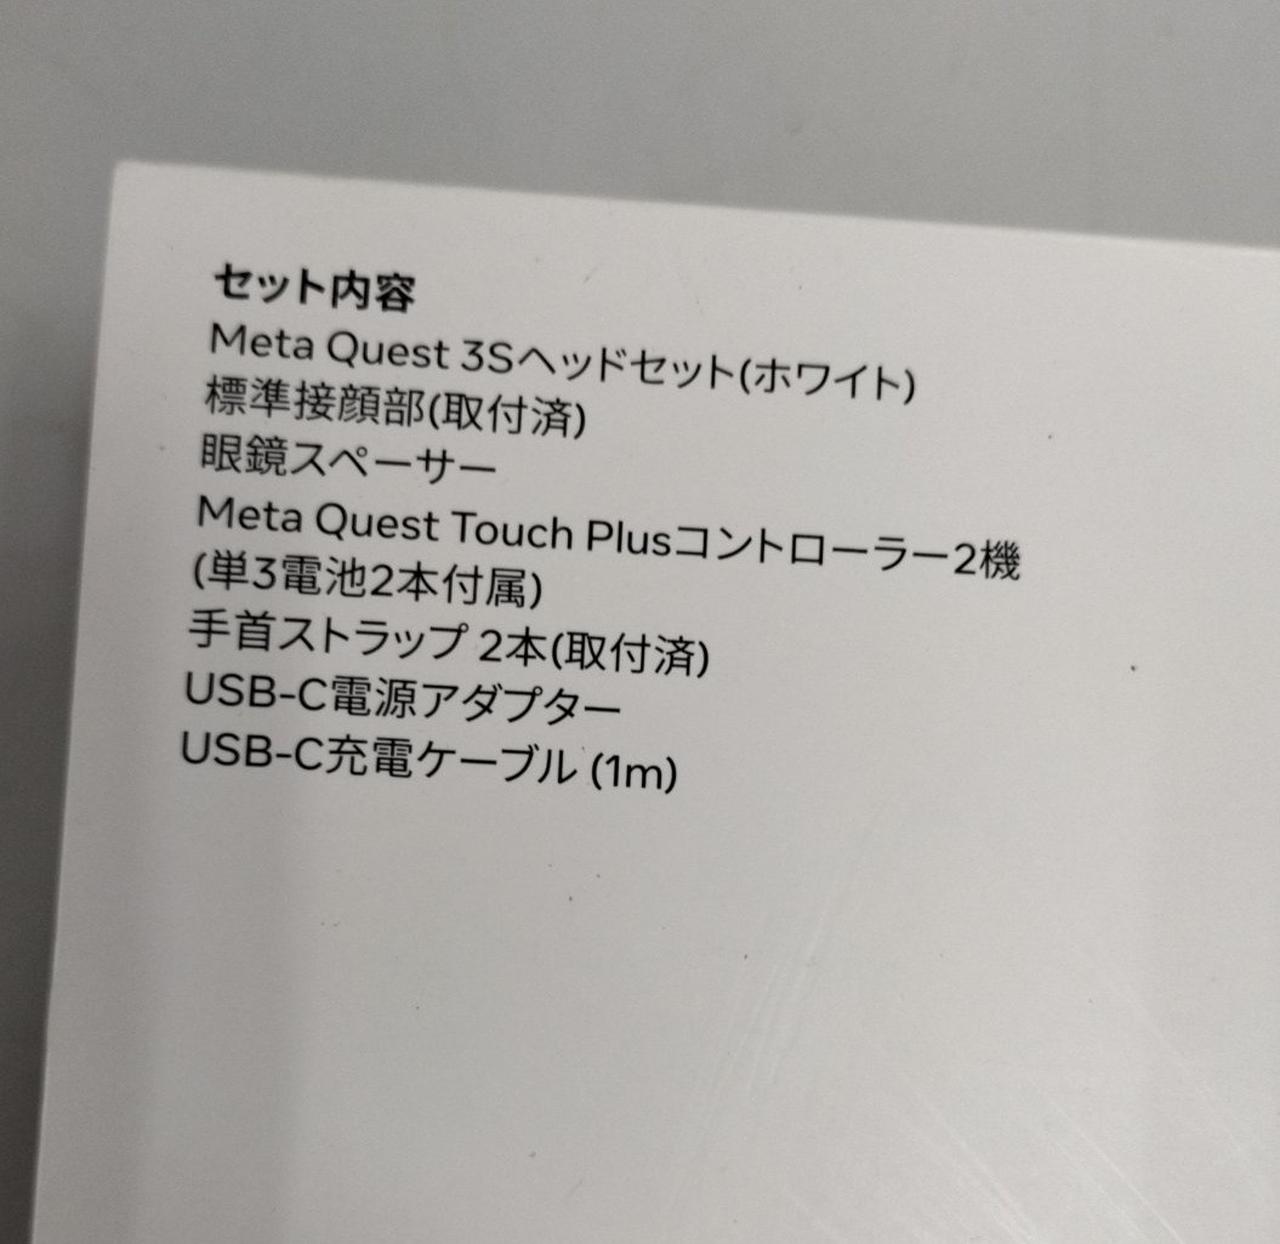 セット内容
Meta Quest 3Sヘッドセット(ホワイト)
標準接顔部(取付済)
眼鏡スペーサー
Meta Quest Touch Plusコントローラー2機
(単3電池2本付属)
手首ストラップ 2本(取付済)
USB-C電源アダプター
USB-C充電ケーブル (1m)